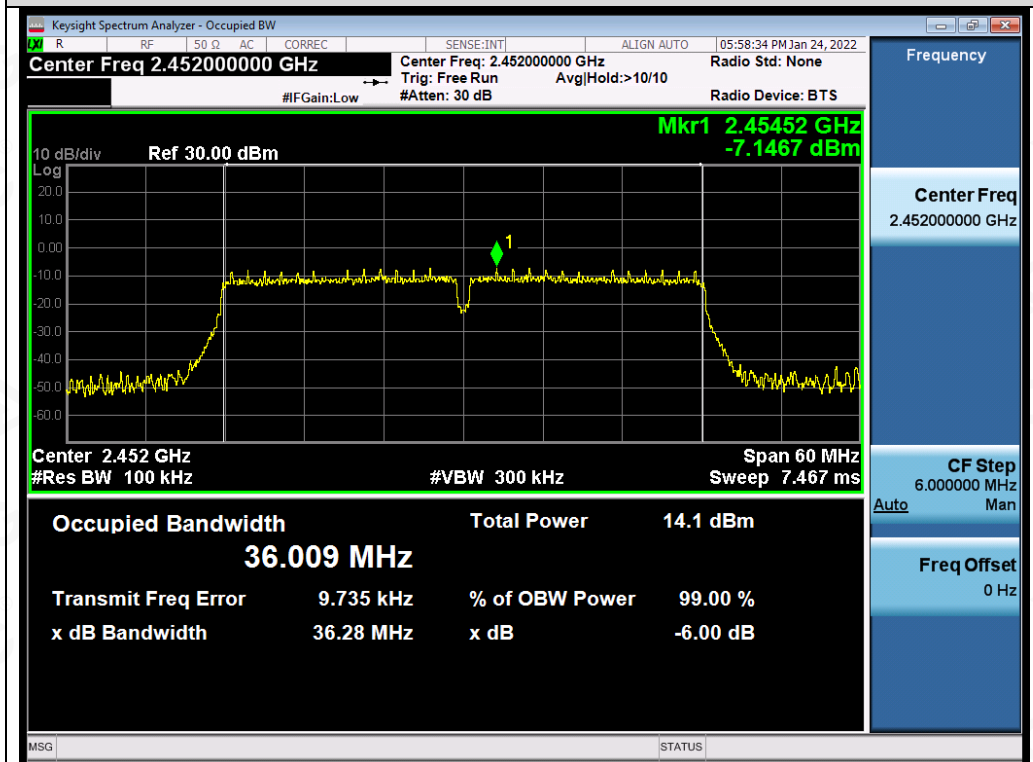 Keysight Spectrum Analyzer - Occupied BW
LXI R RF 50 Ω AC CORREC SENSE:INT ALIGN AUTO 05:58:34 PM Jan 24, 2022
Center Freq 2.452000000 GHz Center Freq: 2.452000000 GHz Radio Std: None
Trig: Free Run Avg|Hold:>10/10
#IFGain:Low #Atten: 30 dB Radio Device: BTS
Frequency
Mkr1 2.45452 GHz
10 dB/div Ref 30.00 dBm -7.1467 dBm
Log
20.0
10.0
0.00
1
-10.0
-20.0
-30.0
-40.0
-50.0
-60.0
Center 2.452 GHz Span 60 MHz
#Res BW 100 kHz #VBW 300 kHz Sweep 7.467 ms
Occupied Bandwidth Total Power 14.1 dBm
36.009 MHz
Transmit Freq Error 9.735 kHz % of OBW Power 99.00 %
x dB Bandwidth 36.28 MHz x dB -6.00 dB
Center Freq
2.452000000 GHz
CF Step
6.000000 MHz
Auto Man
Freq Offset
0 Hz
MSG STATUS